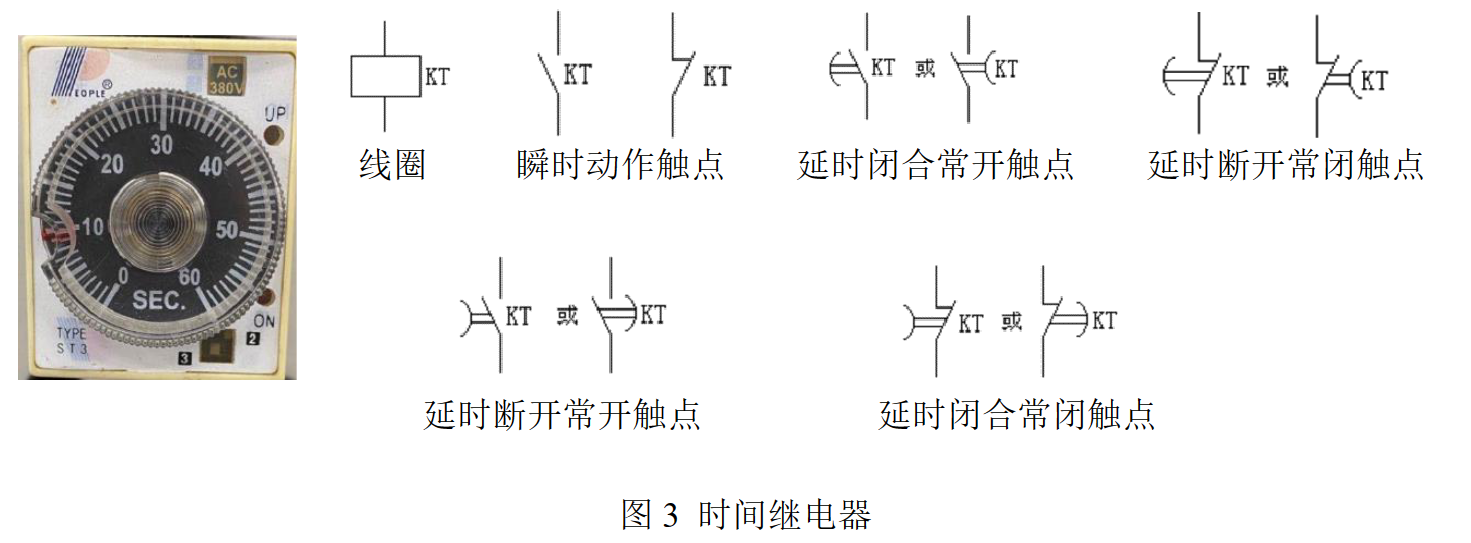 PEOPLE®
AC
380V
UP
0 10 20 30 40 50 60
SEC.
ON
TYPE
ST3
3
2
KT
线圈
KT KT
瞬时动作触点
KT 或 KT
延时闭合常开触点
KT 或 KT
延时断开常闭触点
KT 或 KT
延时断开常开触点
KT 或 KT
延时闭合常闭触点
图 3 时间继电器